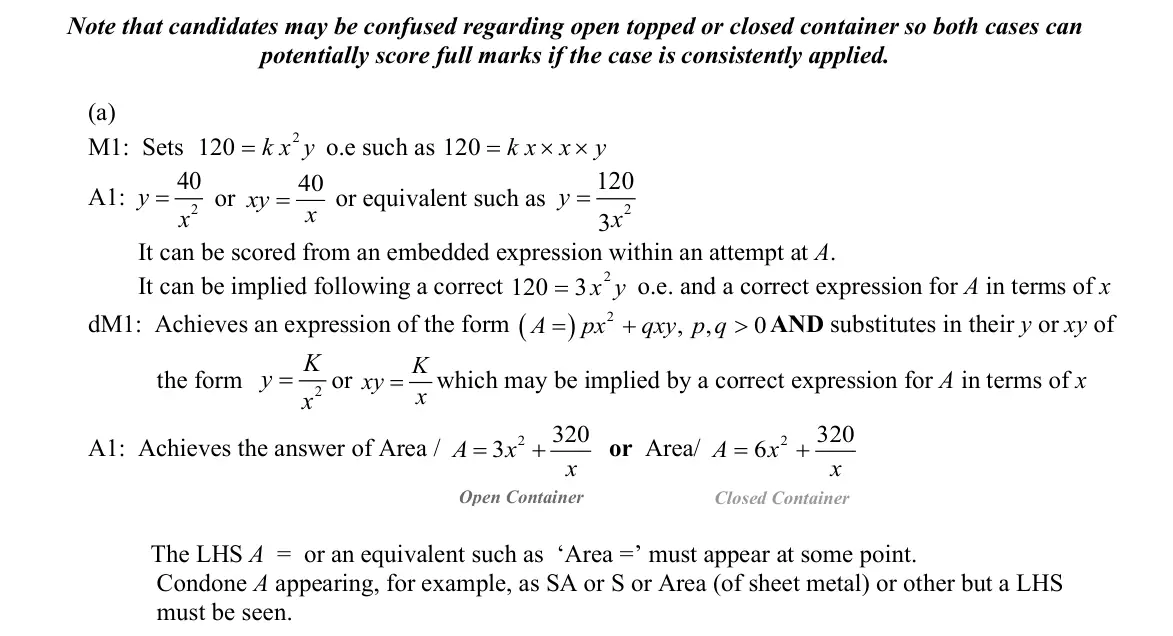 Note that candidates may be confused regarding open topped or closed container so both cases can
potentially score full marks if the case is consistently applied.
(a)
M1: Sets 120 = k x²y o.e such as 120 = k x × x × y
A1: y = 40/x² or xy = 40/x or equivalent such as y = 120/3x²
It can be scored from an embedded expression within an attempt at A.
It can be implied following a correct 120 = 3x²y o.e. and a correct expression for A in terms of x
dM1: Achieves an expression of the form (A =) px² + qxy, p,q > 0 AND substitutes in their y or xy of
the form y = K/x² or xy = K/x which may be implied by a correct expression for A in terms of x
A1: Achieves the answer of Area / A = 3x² + 320/x or Area/ A = 6x² + 320/x
Open Container Closed Container
The LHS A = or an equivalent such as ‘Area =’ must appear at some point.
Condone A appearing, for example, as SA or S or Area (of sheet metal) or other but a LHS
must be seen.